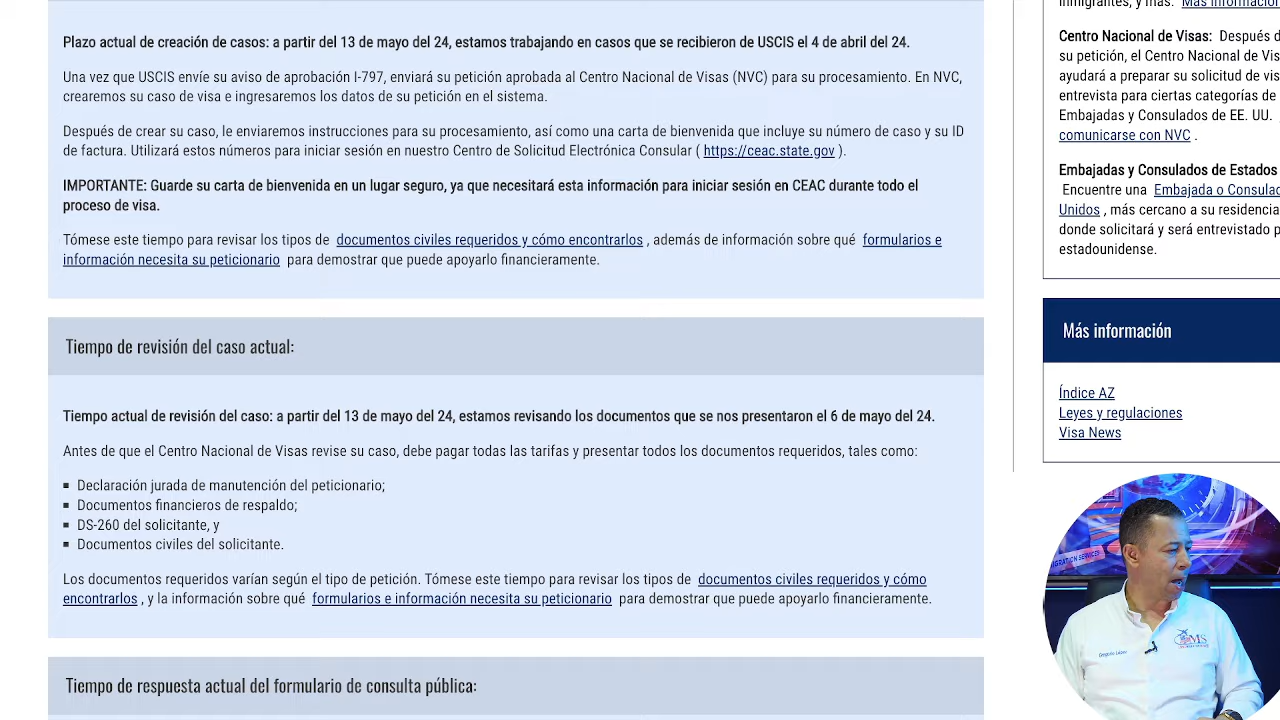 Plazo actual de creación de casos: a partir del 13 de mayo del 24, estamos trabajando en casos que se recibieron de USCIS el 4 de abril del 24.
Una vez que USCIS envíe su aviso de aprobación I-797, enviará su petición aprobada al Centro Nacional de Visas (NVC) para su procesamiento. En NVC,
crearemos su caso de visa e ingresaremos los datos de su petición en el sistema.
Después de crear su caso, le enviaremos instrucciones para su procesamiento, así como una carta de bienvenida que incluye su número de caso y su ID
de factura. Utilizará estos números para iniciar sesión en nuestro Centro de Solicitud Electrónica Consular ( https://ceac.state.gov ).
IMPORTANTE: Guarde su carta de bienvenida en un lugar seguro, ya que necesitará esta información para iniciar sesión en CEAC durante todo el
proceso de visa.
Tómese este tiempo para revisar los tipos de documentos civiles requeridos y cómo encontrarlos , además de información sobre qué formularios e
información necesita su peticionario para demostrar que puede apoyarlo financieramente.
Tiempo de revisión del caso actual:
Tiempo actual de revisión del caso: a partir del 13 de mayo del 24, estamos revisando los documentos que se nos presentaron el 6 de mayo del 24.
Antes de que el Centro Nacional de Visas revise su caso, debe pagar todas las tarifas y presentar todos los documentos requeridos, tales como:
Declaración jurada de manutención del peticionario;
Documentos financieros de respaldo;
DS-260 del solicitante, y
Documentos civiles del solicitante.
Los documentos requeridos varían según el tipo de petición. Tómese este tiempo para revisar los tipos de documentos civiles requeridos y cómo
encontrarlos , y la información sobre qué formularios e información necesita su peticionario para demostrar que puede apoyarlo financieramente.
Tiempo de respuesta actual del formulario de consulta pública:
inmigrantes, y más. Más información
Centro Nacional de Visas: Después d
su petición, el Centro Nacional de Vis
ayudará a preparar su solicitud de vis
entrevista para ciertas categorías de
Embajadas y Consulados de EE. UU.
comunicarse con NVC .
Embajadas y Consulados de Estados
Encuentre una Embajada o Consulad
Unidos , más cercano a su residencia
donde solicitará y será entrevistado p
estadounidense.
Más información
Índice AZ
Leyes y regulaciones
Visa News
MIGRATION SERVICES
Gregorio López
MS